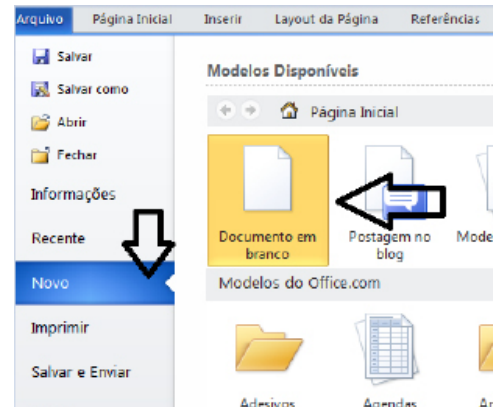 Arquivo Página Inicial Inserir Layout da Página Referências
Salvar
Salvar como
Abrir
Fechar
Informações
Recente
Novo
Imprimir
Salvar e Enviar
Modelos Disponíveis
Página Inicial
Documento em
branco
Postagem no
blog
Modelos do Office.com
Adesivos
Agendas